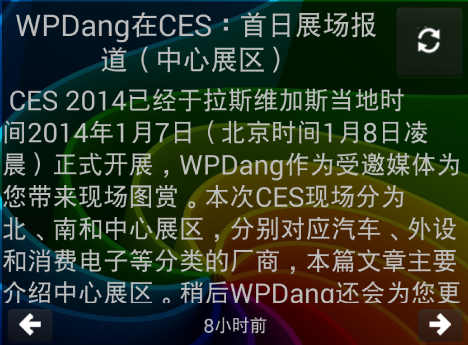 WPDang在CES：首日展场报
道（中心展区）
CES 2014已经于拉斯维加斯当地时
间2014年1月7日（北京时间1月8日凌
晨）正式开展，WPDang作为受邀媒体为
您带来现场图赏。本次CES现场分为
北、南和中心展区，分别对应汽车、外设
和消费电子等分类的厂商，本篇文章主要
介绍中心展区。稍后WPDang还会为您更
8小时前